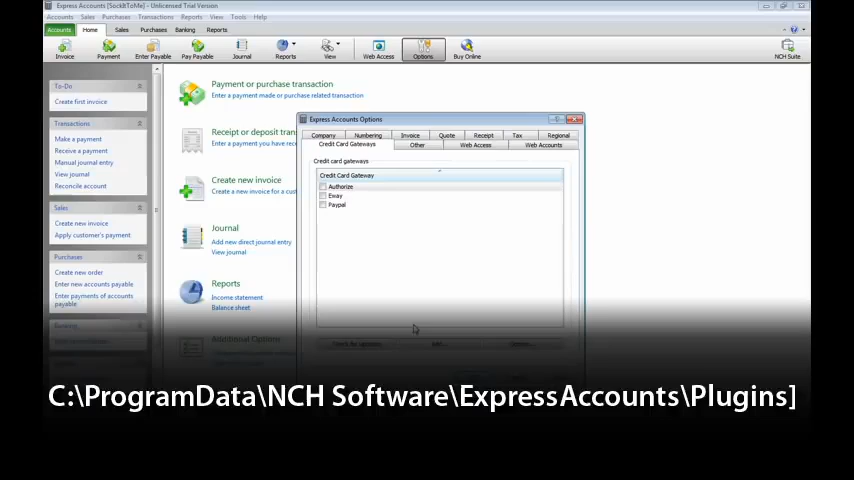 Express Accounts [SockItToMe] - Unlicensed Trial Version
Accounts Sales Purchases Transactions Reports View Tools Help
Accounts Home Sales Purchases Banking Reports
Invoice Payment Enter Payable Pay Payable Journal Reports View Web Access Options Buy Online NCH Suite
To-Do
Create first invoice
Transactions
Make a payment
Receive a payment
Manual journal entry
View journal
Reconcile account
Sales
Create new invoice
Apply customer's payment
Purchases
Create new order
Enter new accounts payable
Enter payments of accounts
payable
Banking
Payment or purchase transaction
Enter a payment made or purchase related transaction
Receipt or deposit tran
Enter a payment you have rec
Create new invoice
Create a new invoice for a cus
Journal
Add new direct journal entry
View journal
Reports
Income statement
Balance sheet
Additional Options
Express Accounts Options
Company Numbering Invoice Quote Receipt Tax Regional
Credit Card Gateways Other Web Access Web Accounts
Credit card gateways
Credit Card Gateway
Authorize
Eway
Paypal
C:\ProgramData\NCH Software\ExpressAccounts\Plugins]